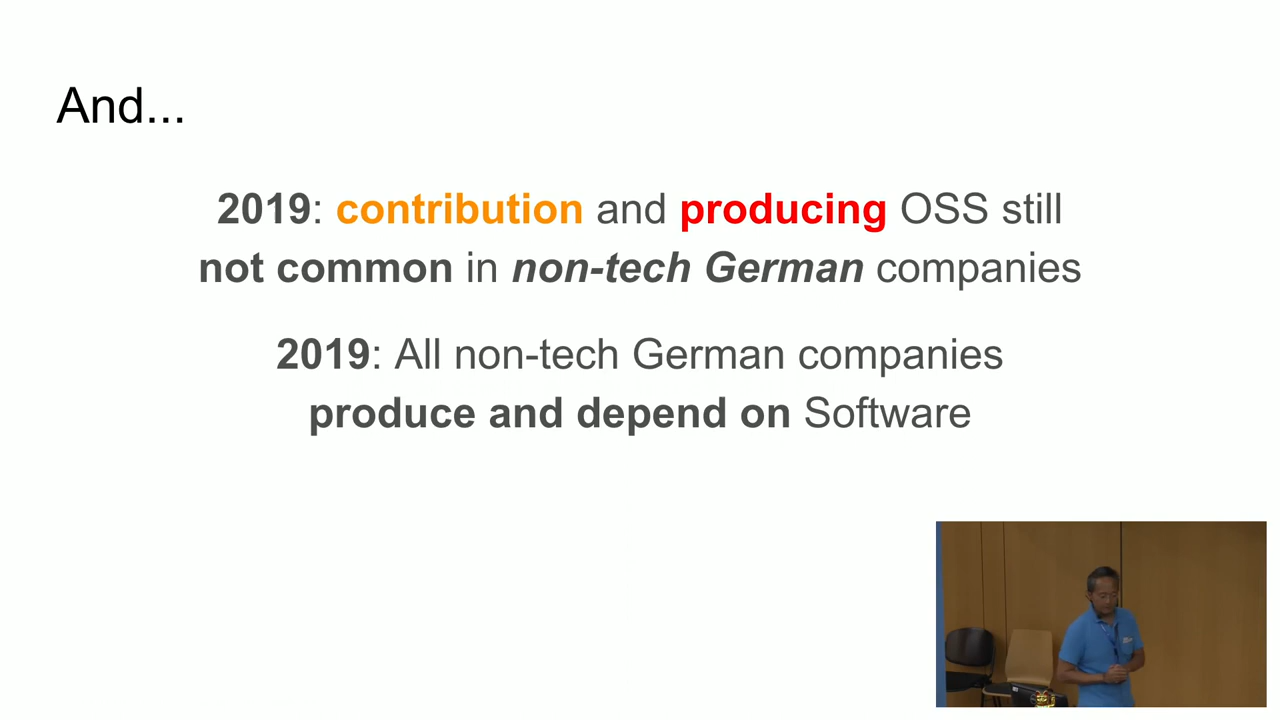 And...
2019: contribution and producing OSS still
not common in non-tech German companies
2019: All non-tech German companies
produce and depend on Software